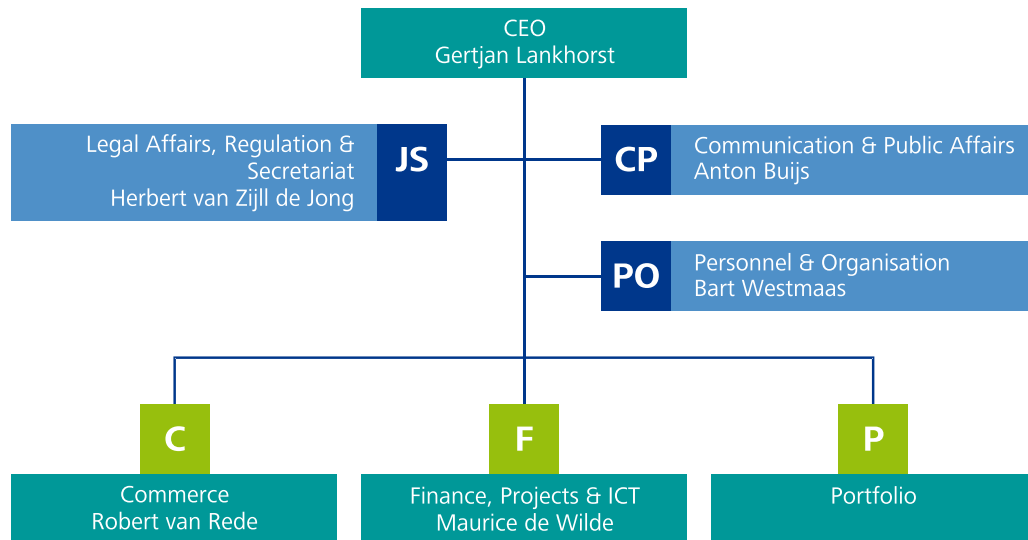 CEO
Gertjan Lankhorst
Legal Affairs, Regulation &
Secretariat
Herbert van Zijll de Jong
JS
CP
Communication & Public Affairs
Anton Buijs
PO
Personnel & Organisation
Bart Westmaas
C
Commerce
Robert van Rede
F
Finance, Projects & ICT
Maurice de Wilde
P
Portfolio